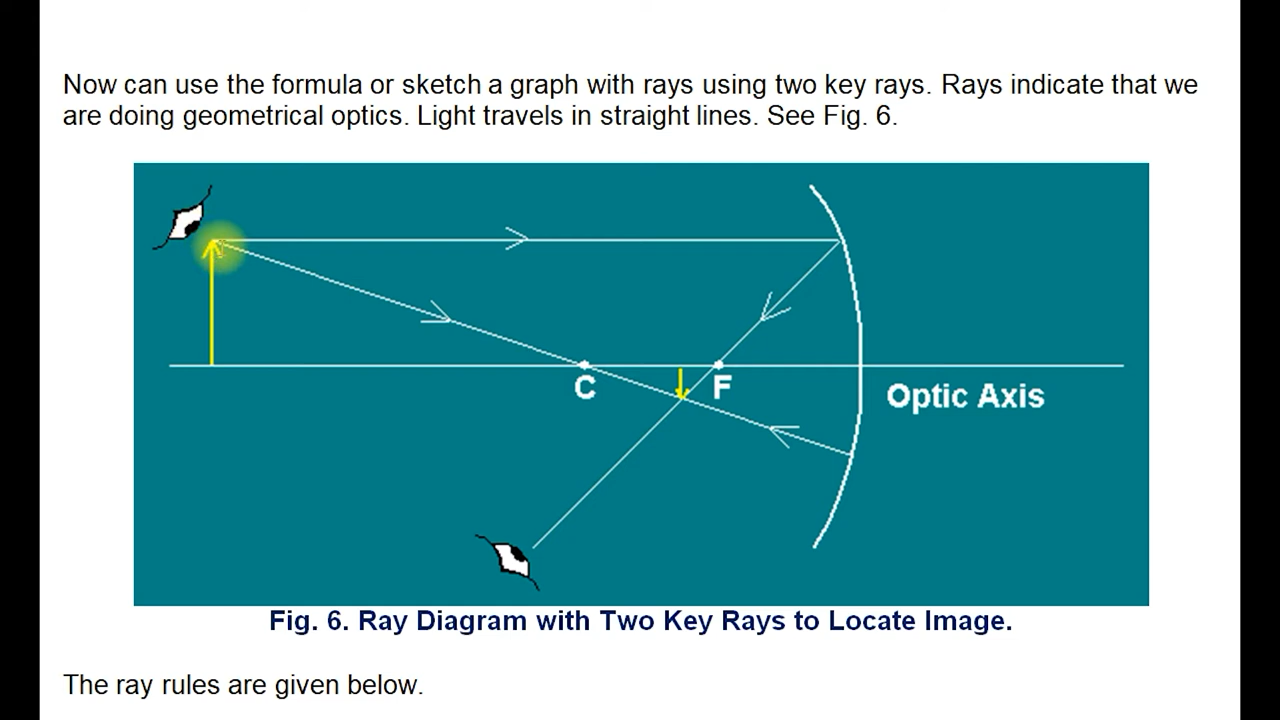 Now can use the formula or sketch a graph with rays using two key rays. Rays indicate that we
are doing geometrical optics. Light travels in straight lines. See Fig. 6.
C
F
Optic Axis
Fig. 6. Ray Diagram with Two Key Rays to Locate Image.
The ray rules are given below.